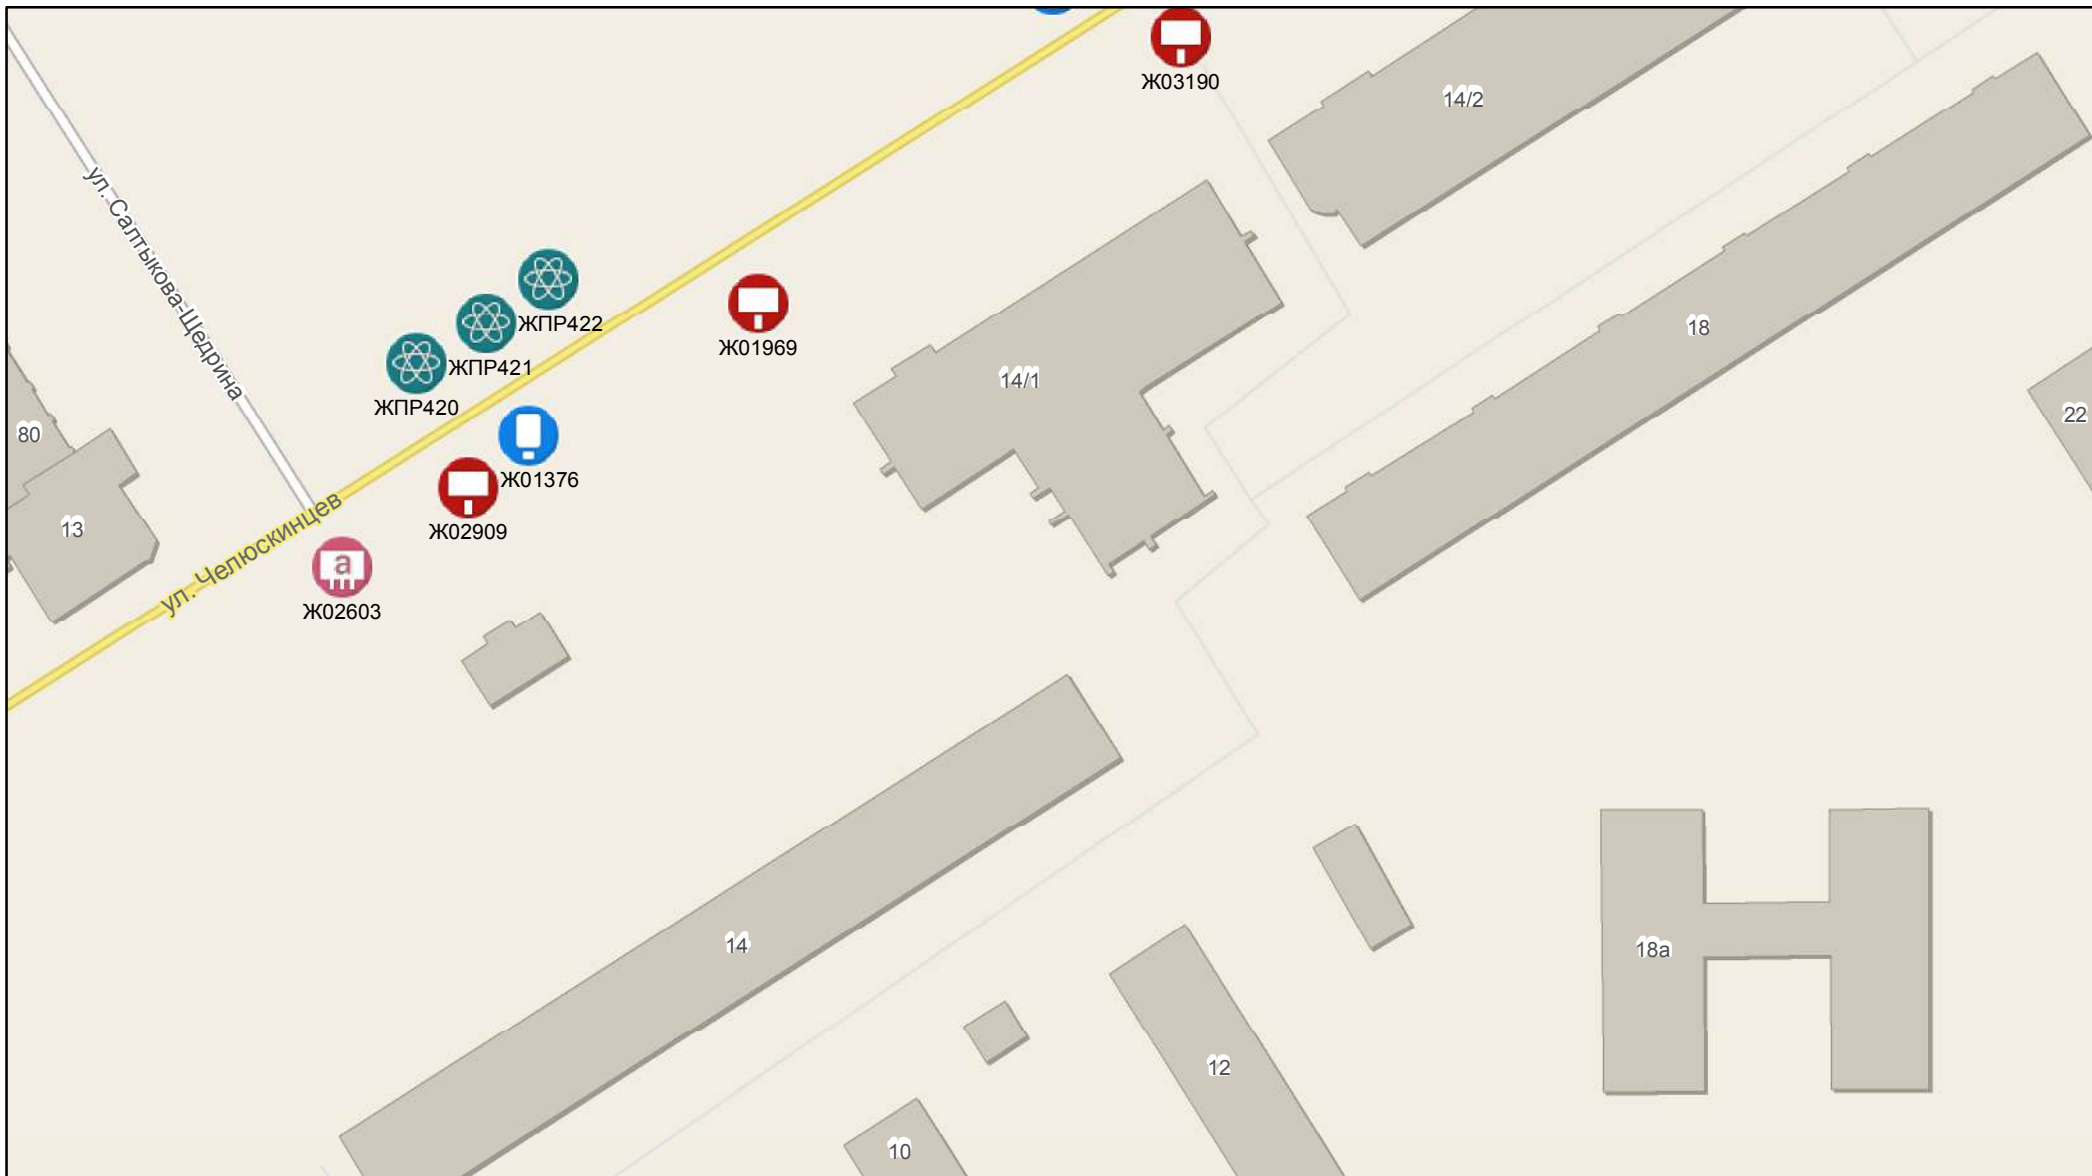 Ж03190
14/2
ул. Салтыкова-Щедрина
ЖПР422
18
Ж01969
ЖПР421
14/1
ЖПР420
22
80
Ж01376
13
Ж02909
ул. Челюскинцев
a
Ж02603
14
18а
12
10